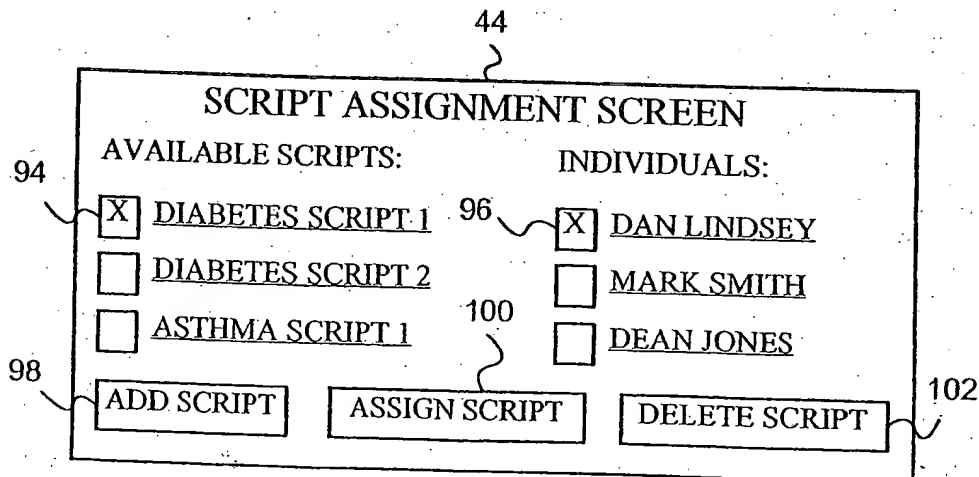 44
SCRIPT ASSIGNMENT SCREEN
AVAILABLE SCRIPTS: INDIVIDUALS:
94 X DIABETES SCRIPT 1 96 X DAN LINDSEY
DIABETES SCRIPT 2 MARK SMITH
100
ASTHMA SCRIPT 1 DEAN JONES
98 ADD SCRIPT ASSIGN SCRIPT DELETE SCRIPT 102